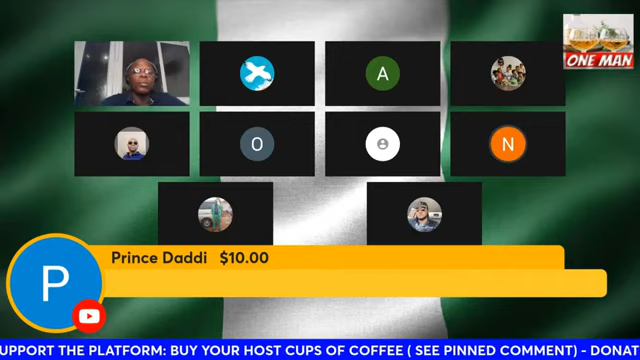 ONE MAN
A
O
N
P
Prince Daddi $10.00
UPPORT THE PLATFORM: BUY YOUR HOST CUPS OF COFFEE ( SEE PINNED COMMENT) - DONAT